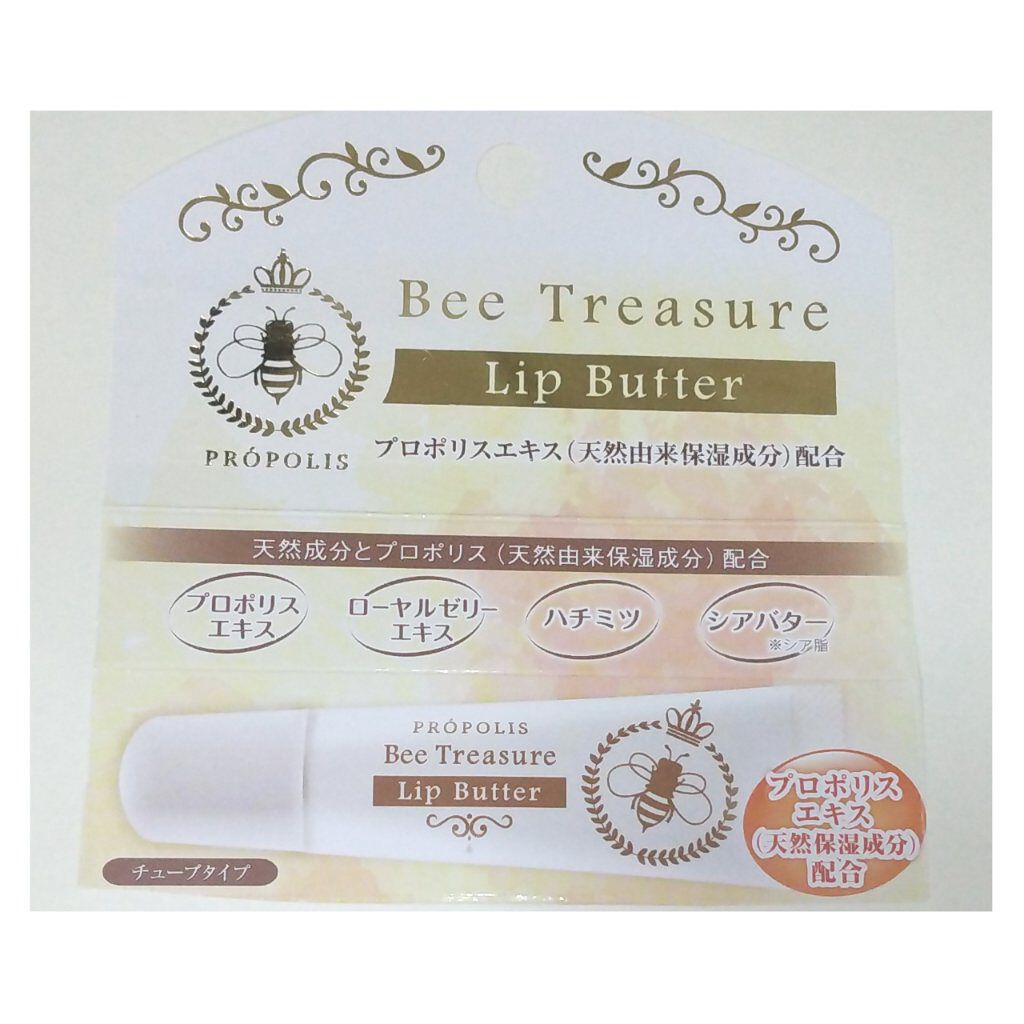 Bee Treasure
Lip Butter
PRÓPOLIS
プロポリスエキス(天然由来保湿成分)配合
天然成分とプロポリス(天然由来保湿成分)配合
プロポリス
エキス
ローヤルゼリー
エキス
ハチミツ
シアバター
※シア脂
PRÓPOLIS
Bee Treasure
Lip Butter
プロポリス
エキス
(天然保湿成分)
配合
チューブタイプ